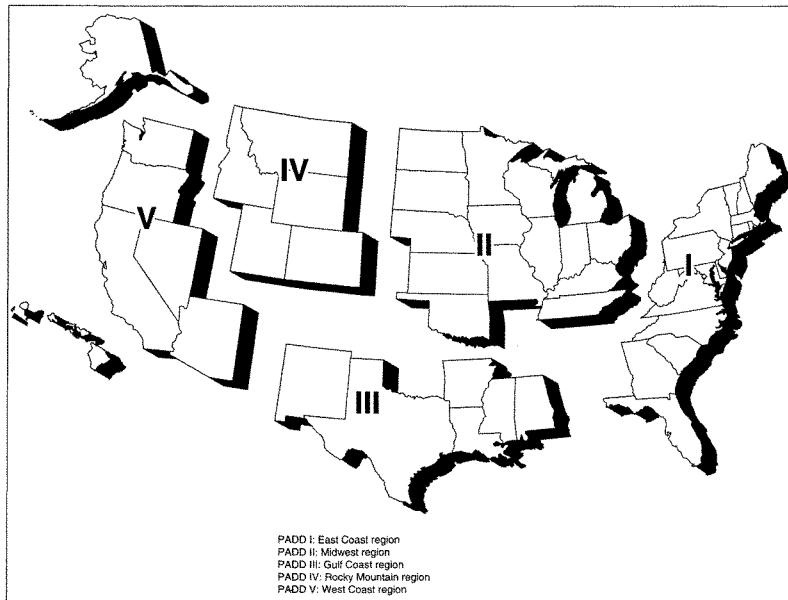 IV
V
II
I
III
PADD I: East Coast region
PADD II: Midwest region
PADD III: Gulf Coast region
PADD IV: Rocky Mountain region
PADD V: West Coast region